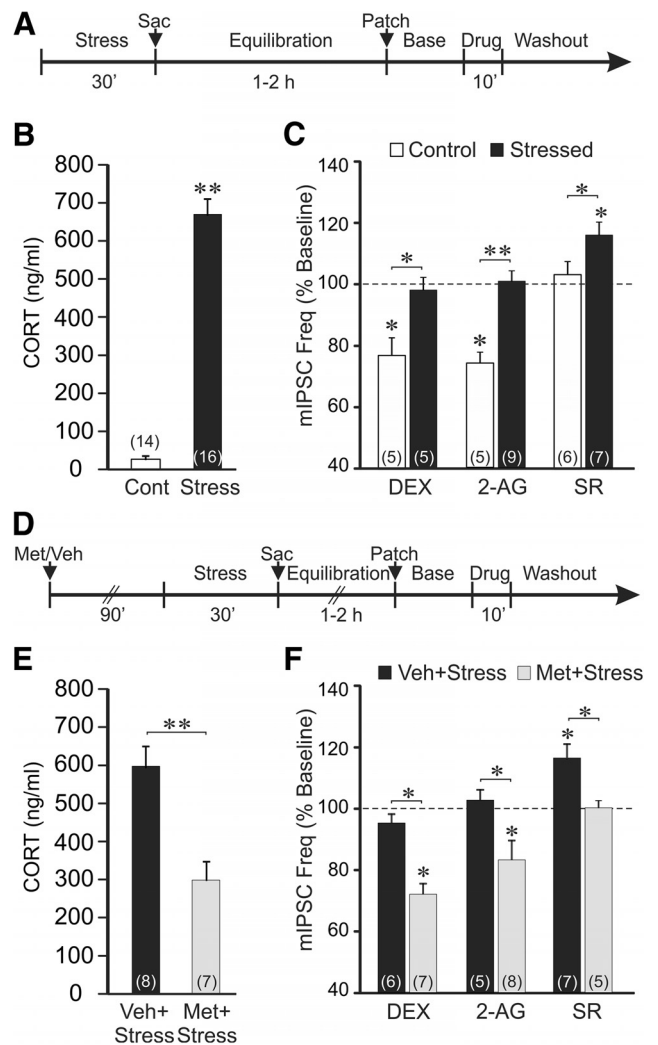 A
Sac
Patch
Stress
Equilibration
Base
Drug
Washout
30’
1-2 h
10’
B
CORT (ng/ml)
800
700
600
500
400
300
200
100
0
**
(14)
(16)
Cont
Stress
C
Control
Stressed
mIPSC Freq (% Baseline)
140
120
100
80
60
40
*
*
*
**
*
*
(5)
(5)
(5)
(9)
(6)
(7)
DEX
2-AG
SR
D
Met/Veh
Sac
Patch
Stress
Equilibration
Base
Drug
Washout
90’
30’
1-2 h
10’
E
CORT (ng/ml)
800
700
600
500
400
300
200
100
0
**
(8)
(7)
Veh+
Stress
Met+
Stress
F
Veh+Stress
Met+Stress
mIPSC Freq (% Baseline)
140
120
100
80
60
40
*
*
*
*
*
*
(6)
(7)
(5)
(8)
(7)
(5)
DEX
2-AG
SR